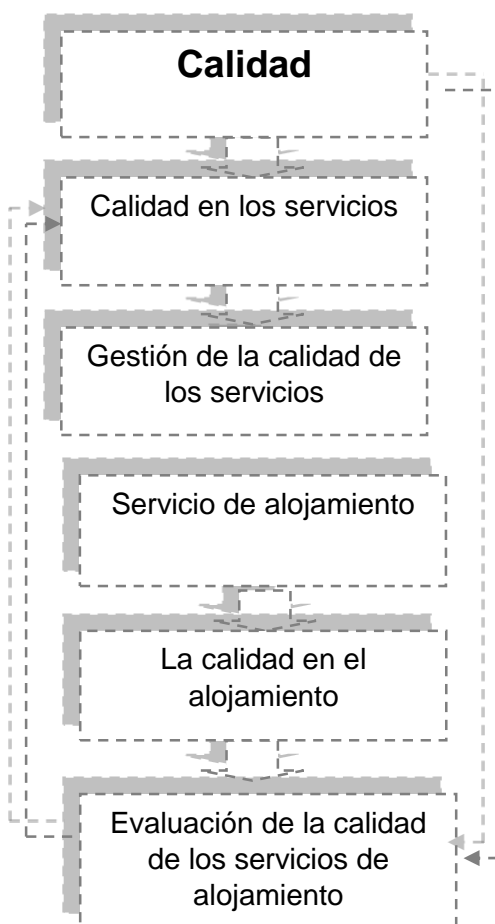 Calidad
Calidad en los servicios
Gestión de la calidad de
los servicios
Servicio de alojamiento
La calidad en el
alojamiento
Evaluación de la calidad
de los servicios de
alojamiento